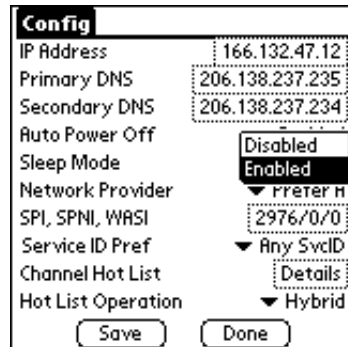 Config
IP Address 166.132.47.12
Primary DNS 206.138.237.235
Secondary DNS 206.138.237.234
Auto Power Off
Disabled
Sleep Mode Enabled
Network Provider Prefer A
SPI, SPNI, WASI 2976/0/0
Service ID Pref Any SvcID
Channel Hot List Details
Hot List Operation Hybrid
Save Done